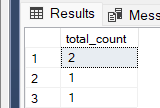 Results Mess
total_count
1 2
2 1
3 1